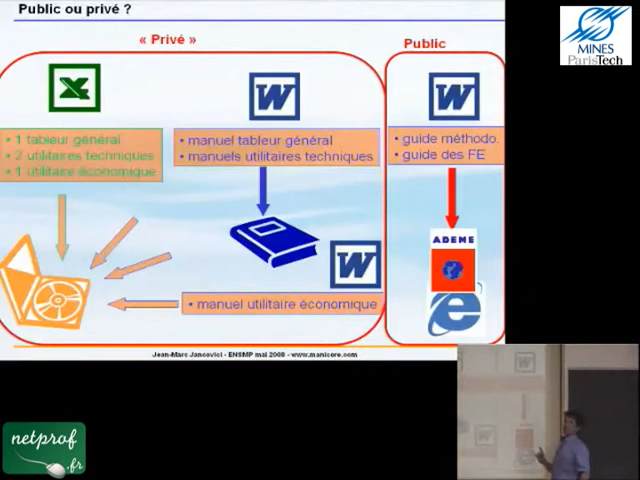 Public ou privé ?
MINES
ParisTech
« Privé »
Public
• 1 tableur général
• 2 utilitaires techniques
• 1 utilitaire économique
• manuel tableur général
• manuels utilitaires techniques
• guide méthodo.
• guide des FE
ADEME
• manuel utilitaire économique
Jean-Marc Jancovici - ENSMP mai 2008 - www.manicore.com
netprof
.fr